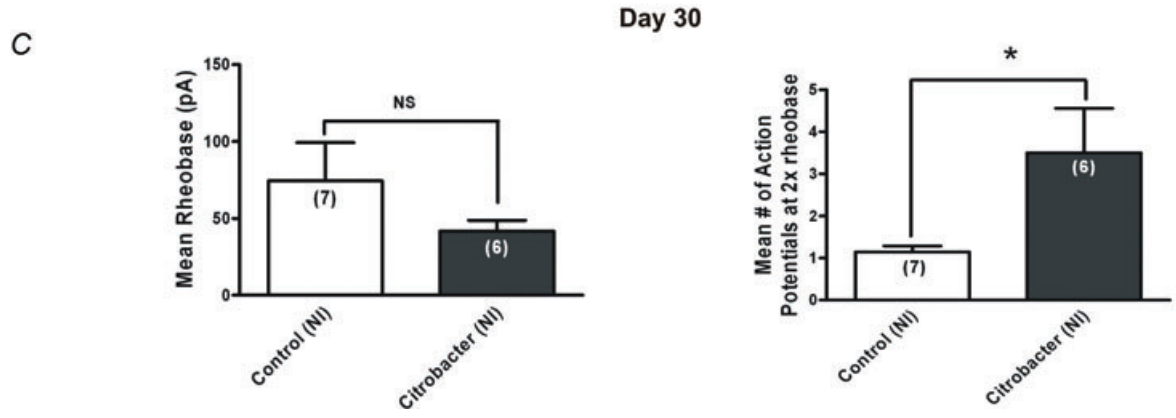 Day 30
C
Mean Rheobase (pA)
150
100
50
0
NS
(7)
(6)
Control (NI)
Citrobacter (NI)
Mean # of Action
Potentials at 2x rheobase
5
4
3
2
1
0
*
(7)
(6)
Control (NI)
Citrobacter (NI)